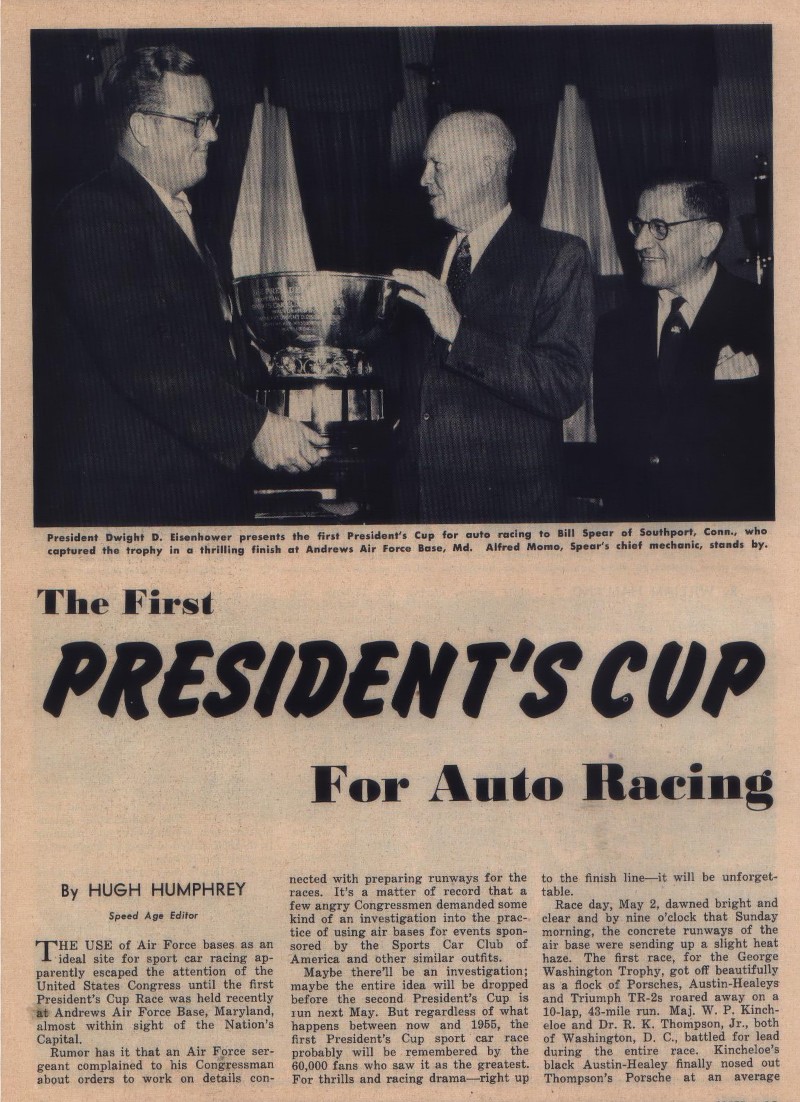 President Dwight D. Eisenhower presents the first President's Cup for auto racing to Bill Spear of Southport, Conn., who
captured the trophy in a thrilling finish at Andrews Air Force Base, Md. Alfred Momo, Spear's chief mechanic, stands by.
The First
PRESIDENT'S CUP
For Auto Racing
By HUGH HUMPHREY
Speed Age Editor
THE USE of Air Force bases as an
ideal site for sport car racing ap-
parently escaped the attention of the
United States Congress until the first
President's Cup Race was held recently
at Andrews Air Force Base, Maryland,
almost within sight of the Nation's
Capital.
Rumor has it that an Air Force ser-
geant complained to his Congressman
about orders to work on details con-
nected with preparing runways for the
races. It's a matter of record that a
few angry Congressmen demanded some
kind of an investigation into the prac-
tice of using air bases for events spon-
sored by the Sports Car Club of
America and other similar outfits.
Maybe there'll be an investigation;
maybe the entire idea will be dropped
before the second President's Cup is
run next May. But regardless of what
happens between now and 1955, the
first President's Cup sport car race
probably will be remembered by the
60,000 fans who saw it as the greatest.
For thrills and racing drama—right up
to the finish line—it will be unforget-
table.
Race day, May 2, dawned bright and
clear and by nine o'clock that Sunday
morning, the concrete runways of the
air base were sending up a slight heat
haze. The first race, for the George
Washington Trophy, got off beautifully
as a flock of Porsches, Austin-Healeys
and Triumph TR-2s roared away on a
10-lap, 43-mile run. Maj. W. P. Kinch-
eloe and Dr. R. K. Thompson, Jr., both
of Washington, D. C., battled for lead
during the entire race. Kincheloe's
black Austin-Healey finally nosed out
Thompson's Porsche at an average